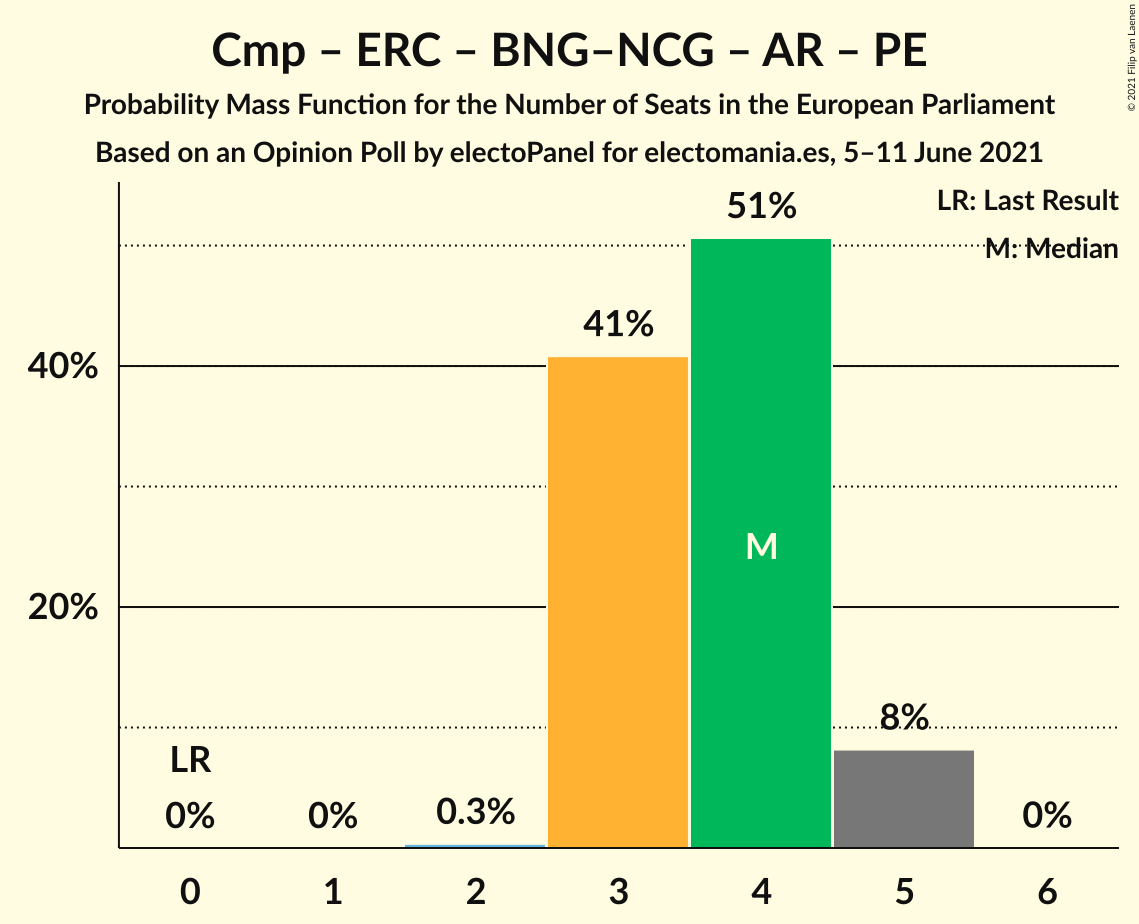 Cmp – ERC – BNG–NCG – AR – PE
Probability Mass Function for the Number of Seats in the European Parliament
Based on an Opinion Poll by electoPanel for electomania.es, 5–11 June 2021
© 2021 Filip van Laenen
LR: Last Result
M: Median
51%
41%
40%
M
20%
8%
LR
0%
0%
0.3%
0%
0
1
2
3
4
5
6